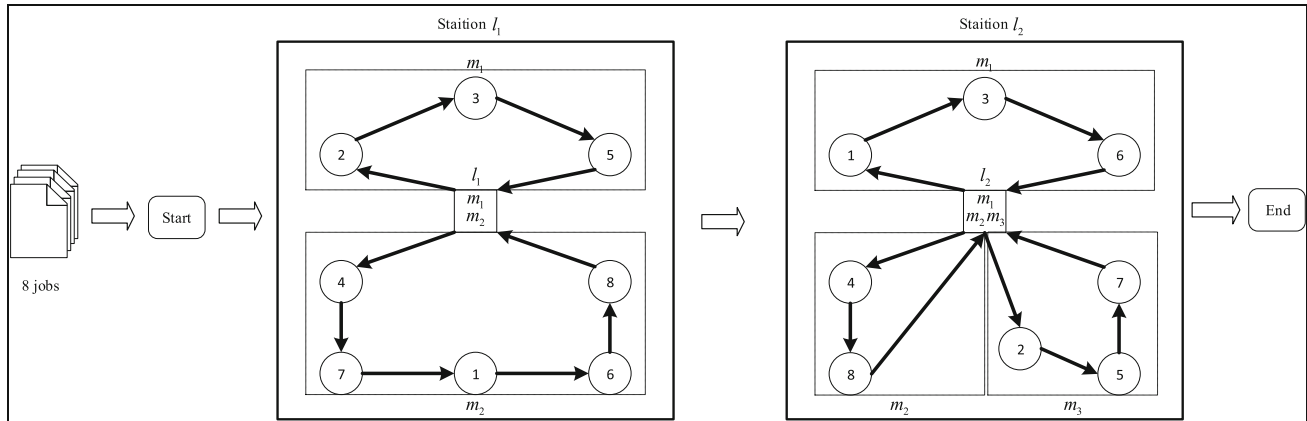 Staition l₁
Staition l₂
m₁
3
2
5
l₁
m₁
m₂
4
8
7
1
6
m₂
m₁
3
1
6
l₂
m₁
m₂ m₃
4
7
2
8
5
m₂
m₃
8 jobs
Start
End